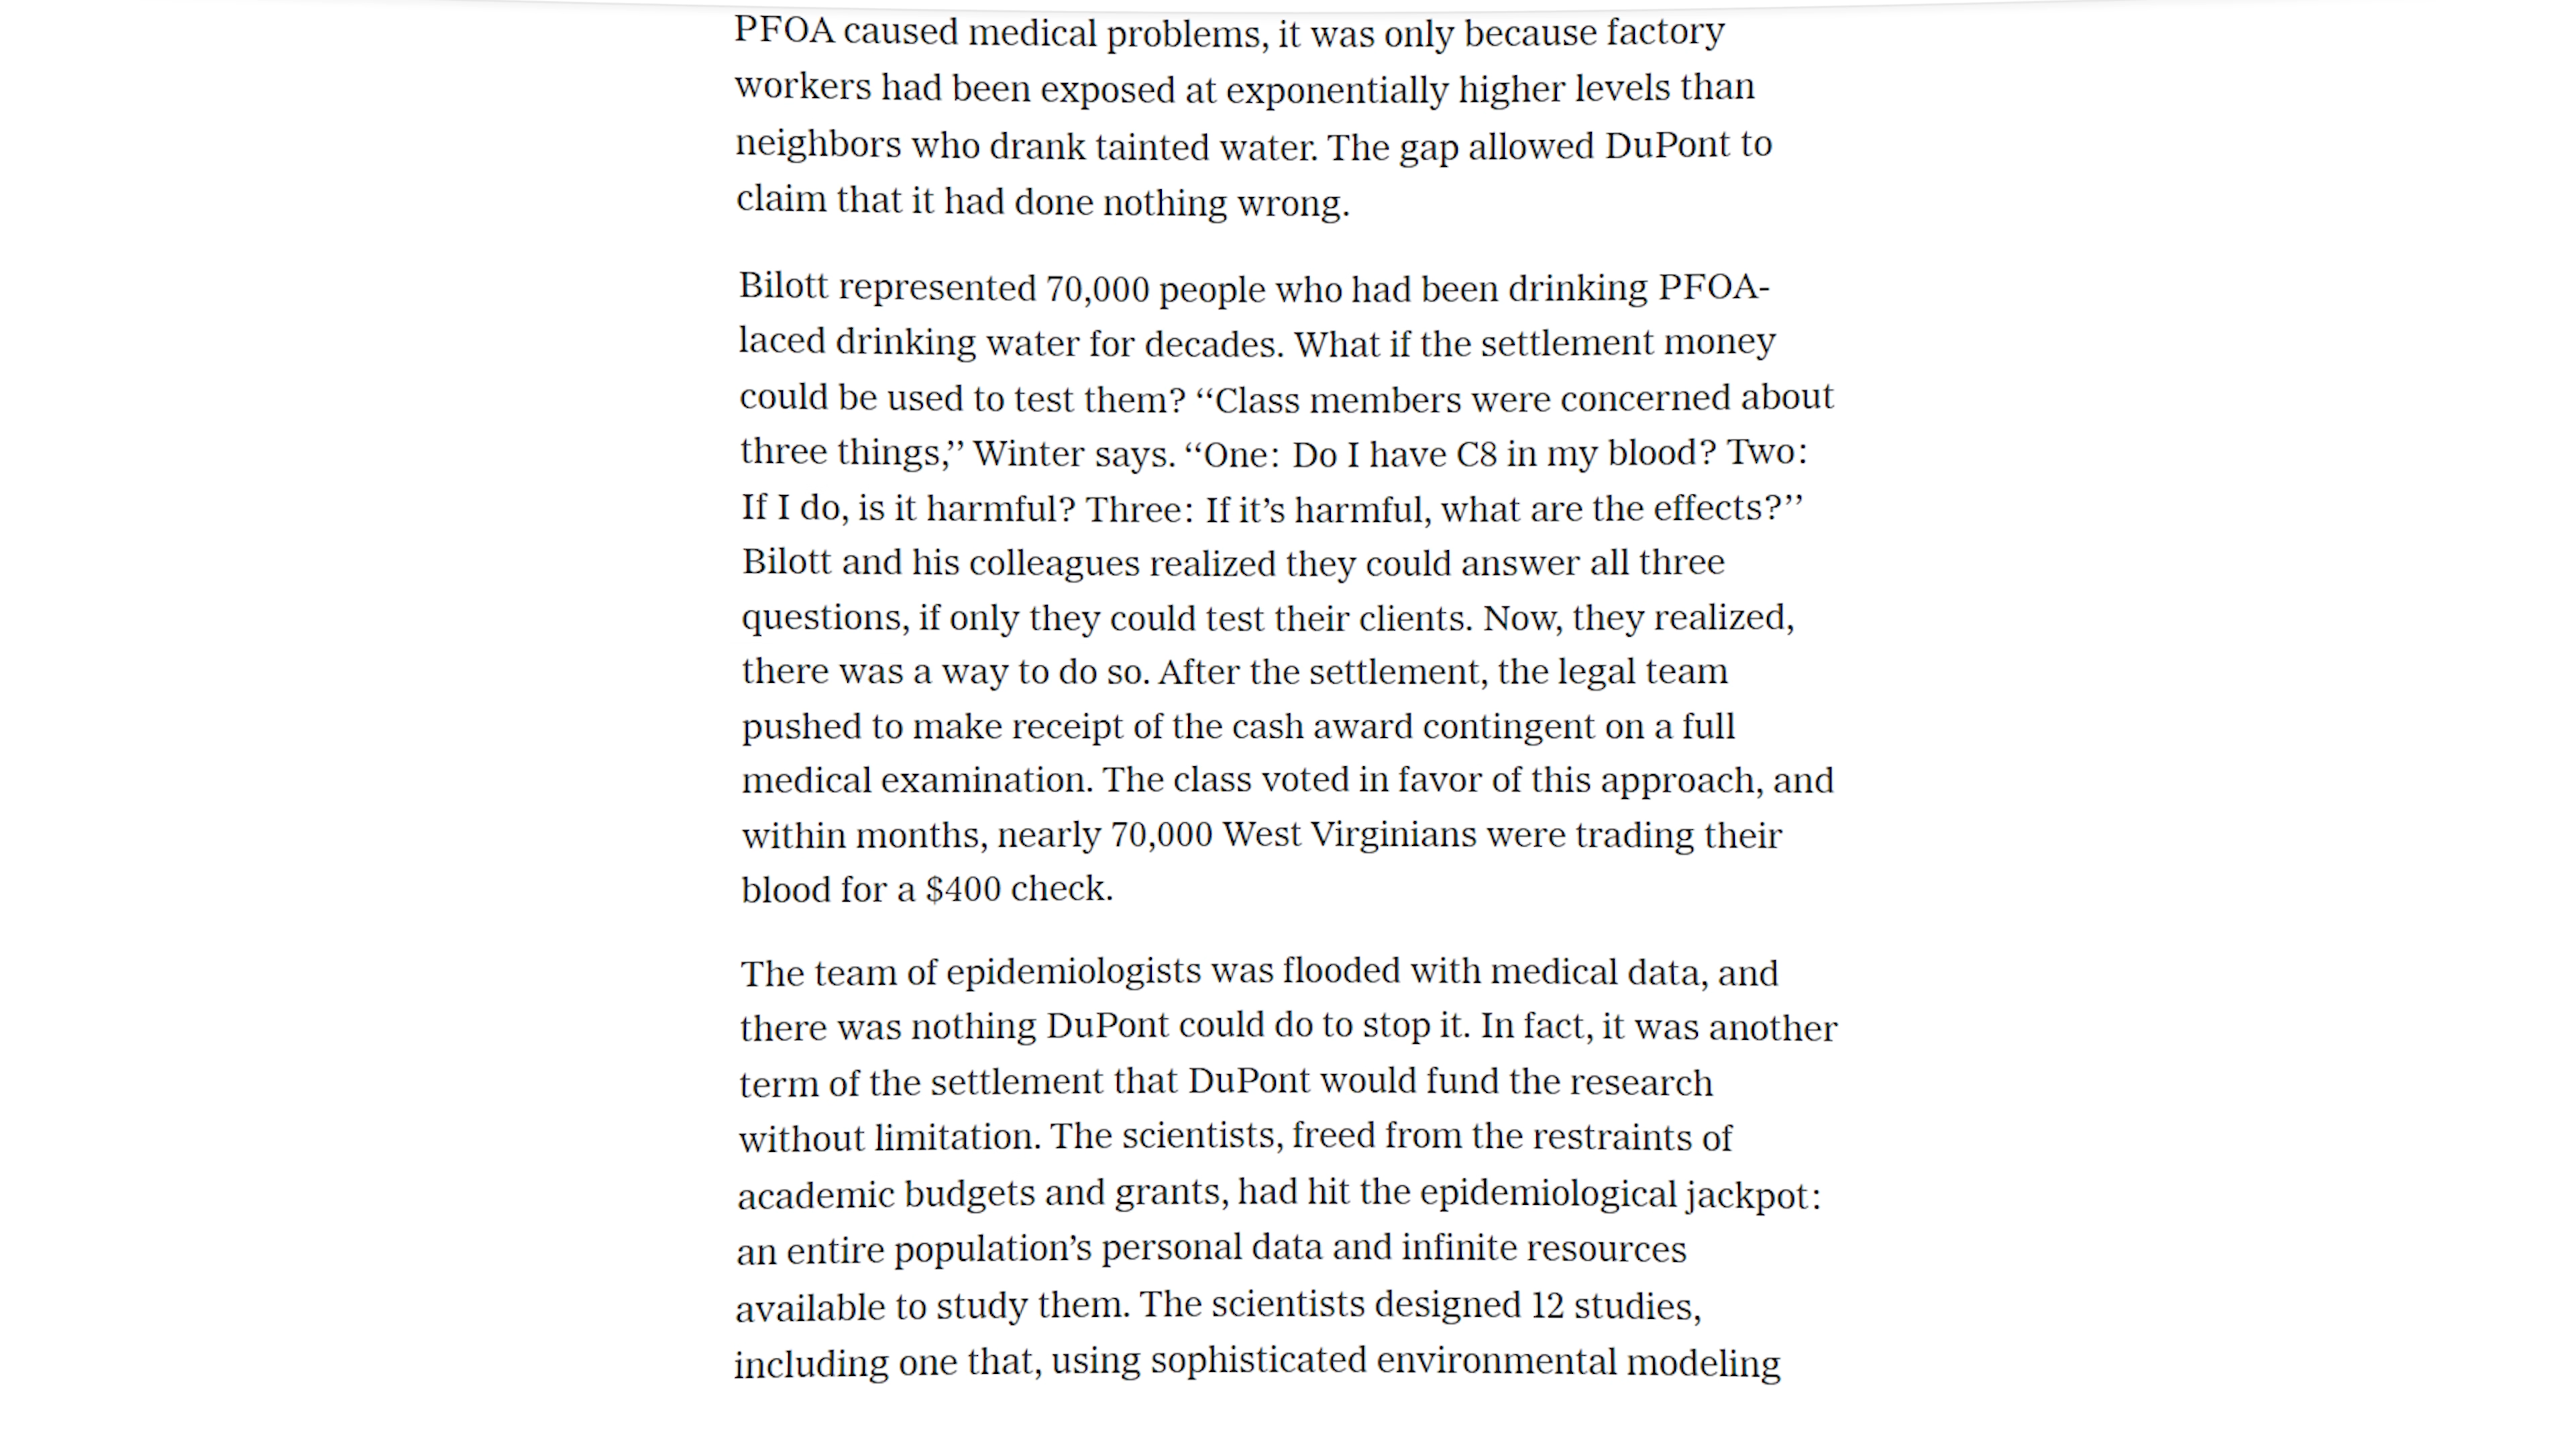 PFOA caused medical problems, it was only because factory
workers had been exposed at exponentially higher levels than
neighbors who drank tainted water. The gap allowed DuPont to
claim that it had done nothing wrong.
Bilott represented 70,000 people who had been drinking PFOA-
laced drinking water for decades. What if the settlement money
could be used to test them? ‘‘Class members were concerned about
three things,’’ Winter says. ‘‘One: Do I have C8 in my blood? Two:
If I do, is it harmful? Three: If it’s harmful, what are the effects?’’
Bilott and his colleagues realized they could answer all three
questions, if only they could test their clients. Now, they realized,
there was a way to do so. After the settlement, the legal team
pushed to make receipt of the cash award contingent on a full
medical examination. The class voted in favor of this approach, and
within months, nearly 70,000 West Virginians were trading their
blood for a $400 check.
The team of epidemiologists was flooded with medical data, and
there was nothing DuPont could do to stop it. In fact, it was another
term of the settlement that DuPont would fund the research
without limitation. The scientists, freed from the restraints of
academic budgets and grants, had hit the epidemiological jackpot:
an entire population’s personal data and infinite resources
available to study them. The scientists designed 12 studies,
including one that, using sophisticated environmental modeling